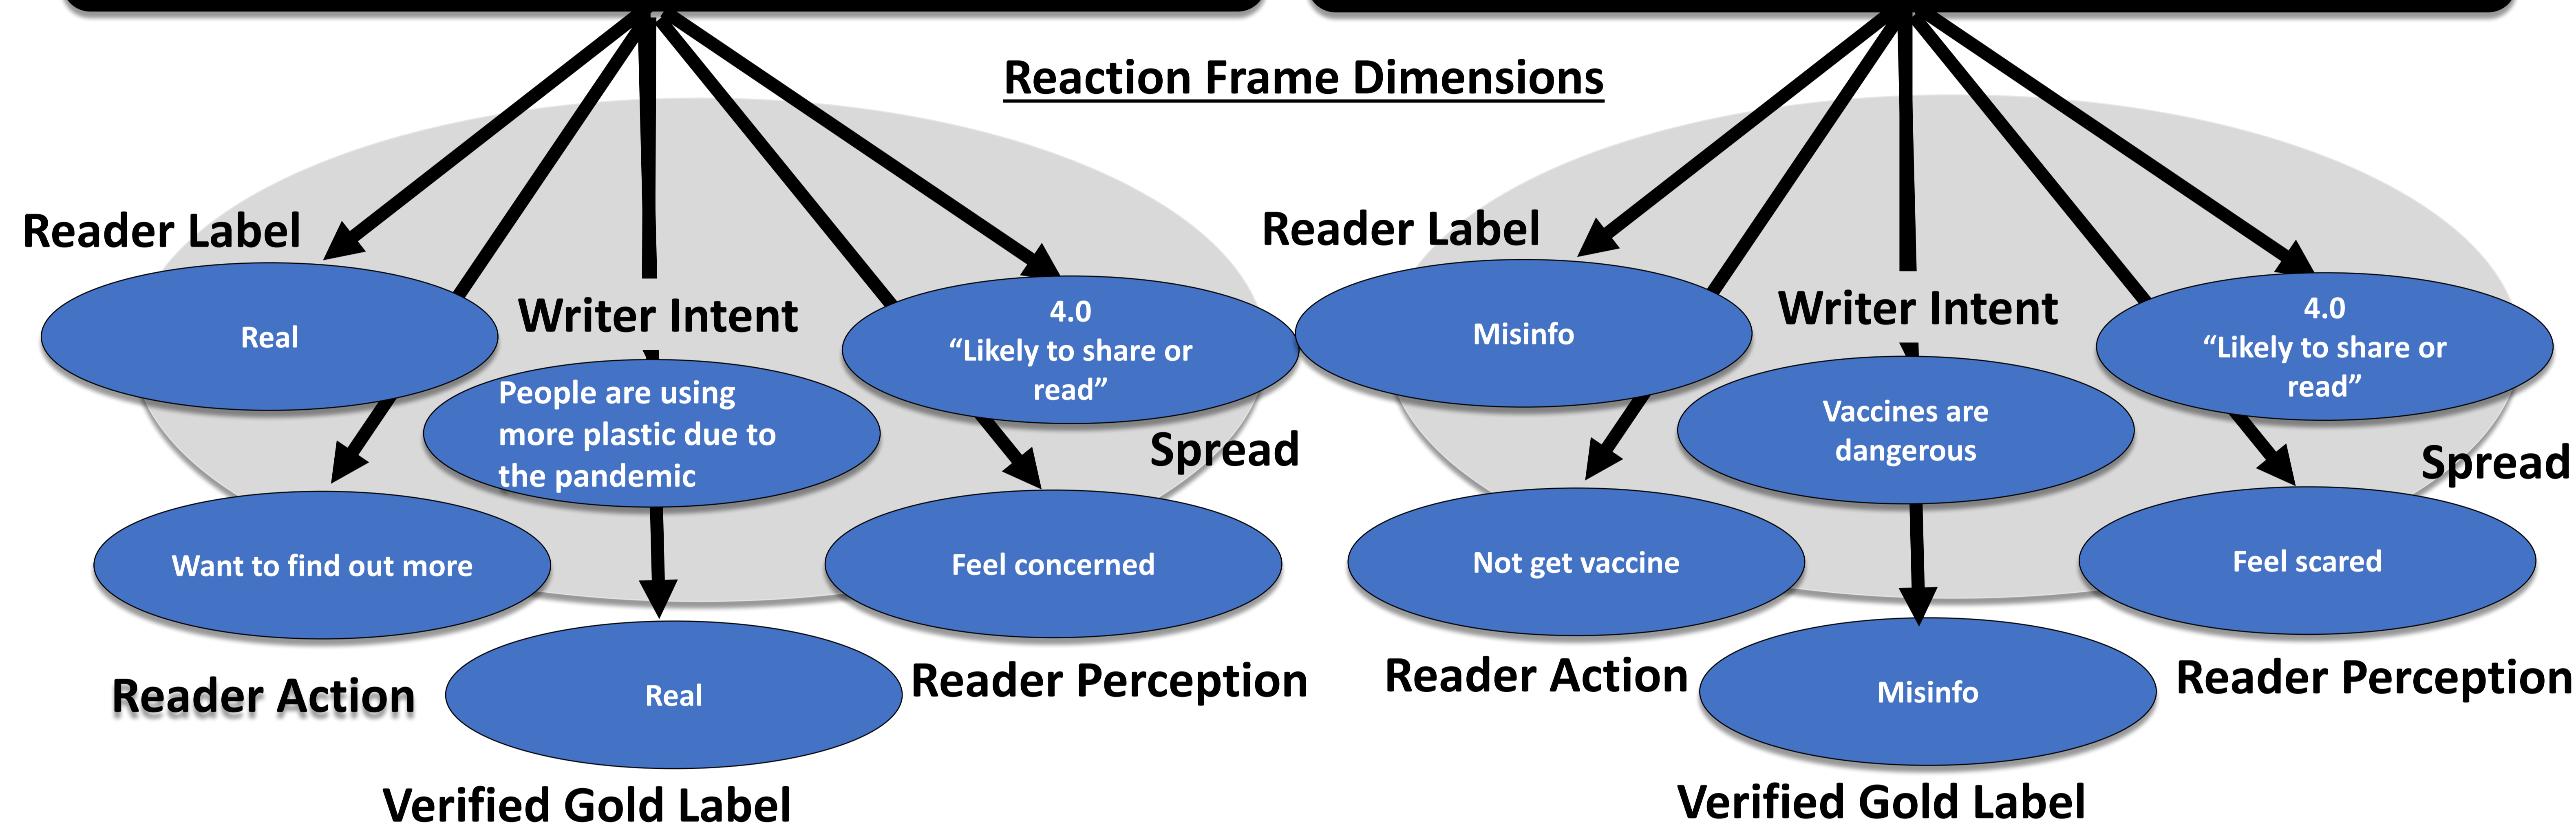 Reaction Frame Dimensions
Reader Label
Real
Writer Intent
People are using
more plastic due to
the pandemic
4.0
“Likely to share or
read”
Spread
Want to find out more
Reader Action
Feel concerned
Reader Perception
Real
Verified Gold Label
Reader Label
Misinfo
Writer Intent
Vaccines are
dangerous
4.0
“Likely to share or
read”
Spread
Not get vaccine
Reader Action
Feel scared
Reader Perception
Misinfo
Verified Gold Label